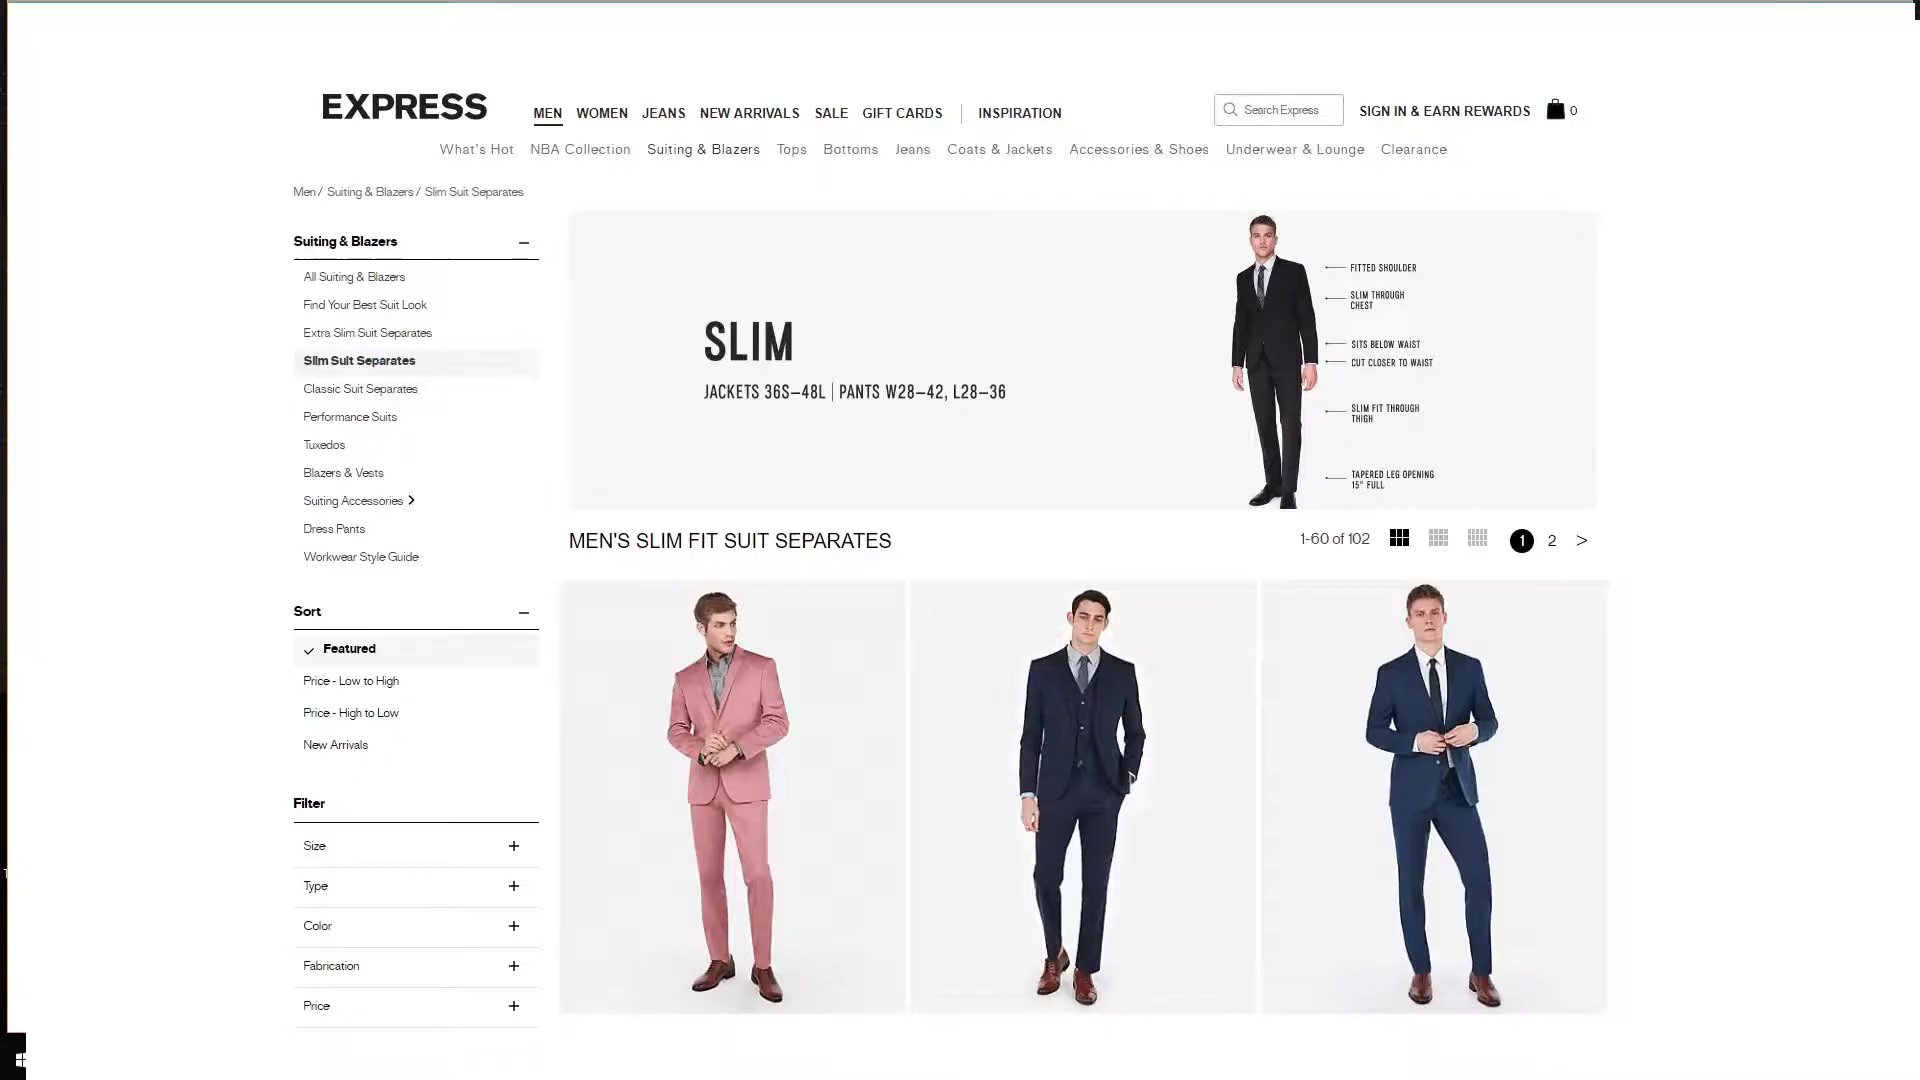 EXPRESS
MEN WOMEN JEANS NEW ARRIVALS SALE GIFT CARDS INSPIRATION
Search Express
SIGN IN & EARN REWARDS
0
What's Hot NBA Collection Suiting & Blazers Tops Bottoms Jeans Coats & Jackets Accessories & Shoes Underwear & Lounge Clearance
Men / Suiting & Blazers / Slim Suit Separates
Suiting & Blazers
All Suiting & Blazers
Find Your Best Suit Look
Extra Slim Suit Separates
Slim Suit Separates
Classic Suit Separates
Performance Suits
Tuxedos
Blazers & Vests
Suiting Accessories
Dress Pants
Workwear Style Guide
Sort
Featured
Price - Low to High
Price - High to Low
New Arrivals
Filter
Size
Type
Color
Fabrication
Price
SLIM
JACKETS 36S–48L | PANTS W28–42, L28–36
FITTED SHOULDER
SLIM THROUGH
CHEST
SITS BELOW WAIST
CUT CLOSER TO WAIST
SLIM FIT THROUGH
THIGH
TAPERED LEG OPENING
15" FULL
MEN'S SLIM FIT SUIT SEPARATES
1-60 of 102
1 2 >